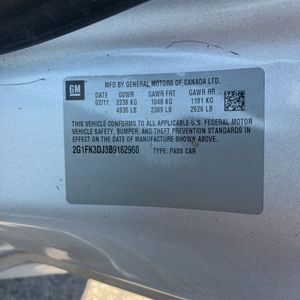 GM
MFD BY GENERAL MOTORS OF CANADA LTD.
DATE GVWR GAWR FRT GAWR RR
02/11 2239 KG 1048 KG 1191 KG
4935 LB 2309 LB 2626 LB
THIS VEHICLE CONFORMS TO ALL APPLICABLE U.S. FEDERAL MOTOR
VEHICLE SAFETY, BUMPER, AND THEFT PREVENTION STANDARDS IN
EFFECT ON THE DATE OF MANUFACTURE SHOWN ABOVE.
2G1FK3DJ3B9162960 TYPE: PASS CAR